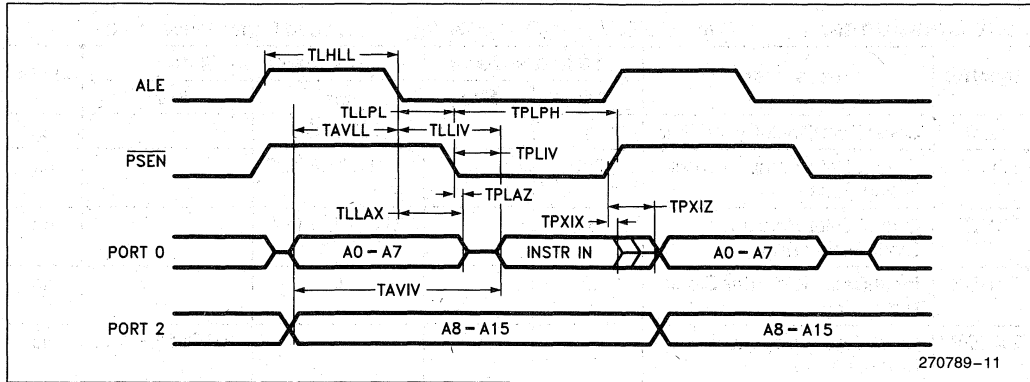 TLHLL
ALE
TLLPL
TPLPH
TAVLL
TLLIV
PSEN
TPLIV
TPLAZ
TLLAX
TPXIZ
TPXIX
PORT 0
A0-A7
INSTR IN
A0-A7
TAVIV
PORT 2
A8-A15
A8-A15
270789-11